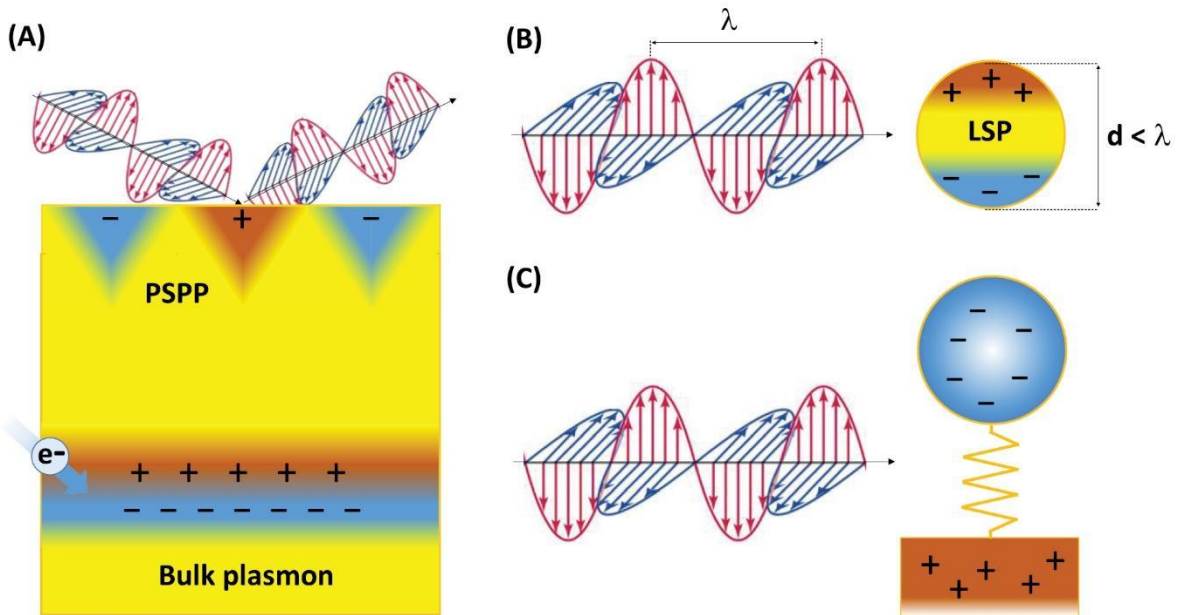 (A)
− + −
PSPP
e−
+ + + + +
− − − − − − −
Bulk plasmon
(B)
λ
+ + +
LSP
− − −
d < λ
(C)
− − − − − −
+ + + + +